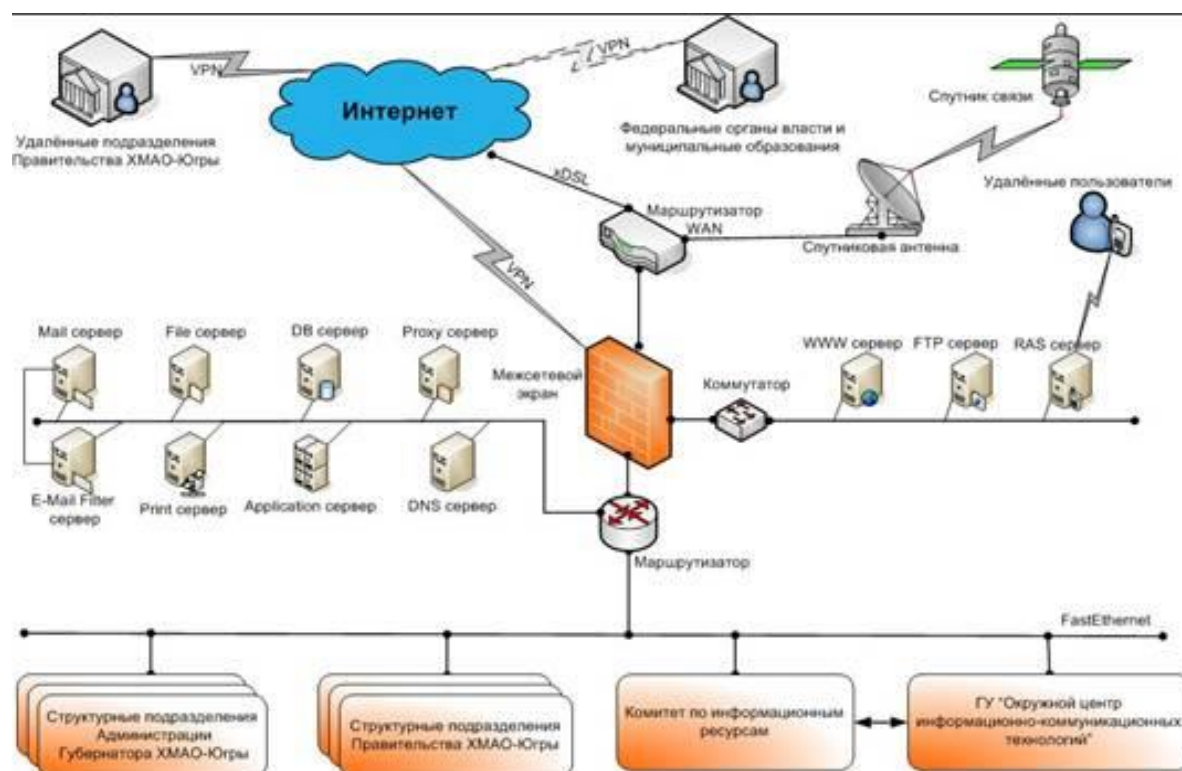 VPN
VPN
Интернет
Спутник связи
Удалённые подразделения
Правительства ХМАО-Югры
Федеральные органы власти и
муниципальные образования
xDSL
Удалённые пользователи
Маршрутизатор
WAN
Спутниковая антенна
VPN
Mail сервер
File сервер
DB сервер
Proxy сервер
Межсетевой
экран
Коммутатор
WWW сервер
FTP сервер
RAS сервер
E-Mail Filter
сервер
Print сервер
Application сервер
DNS сервер
Маршрутизатор
FastEthernet
Структурные подразделения
Администрации
Губернатора ХМАО-Югры
Структурные подразделения
Правительства ХМАО-Югры
Комитет по информационным
ресурсам
ГУ "Окружной центр
информационно-коммуникационных
технологий"